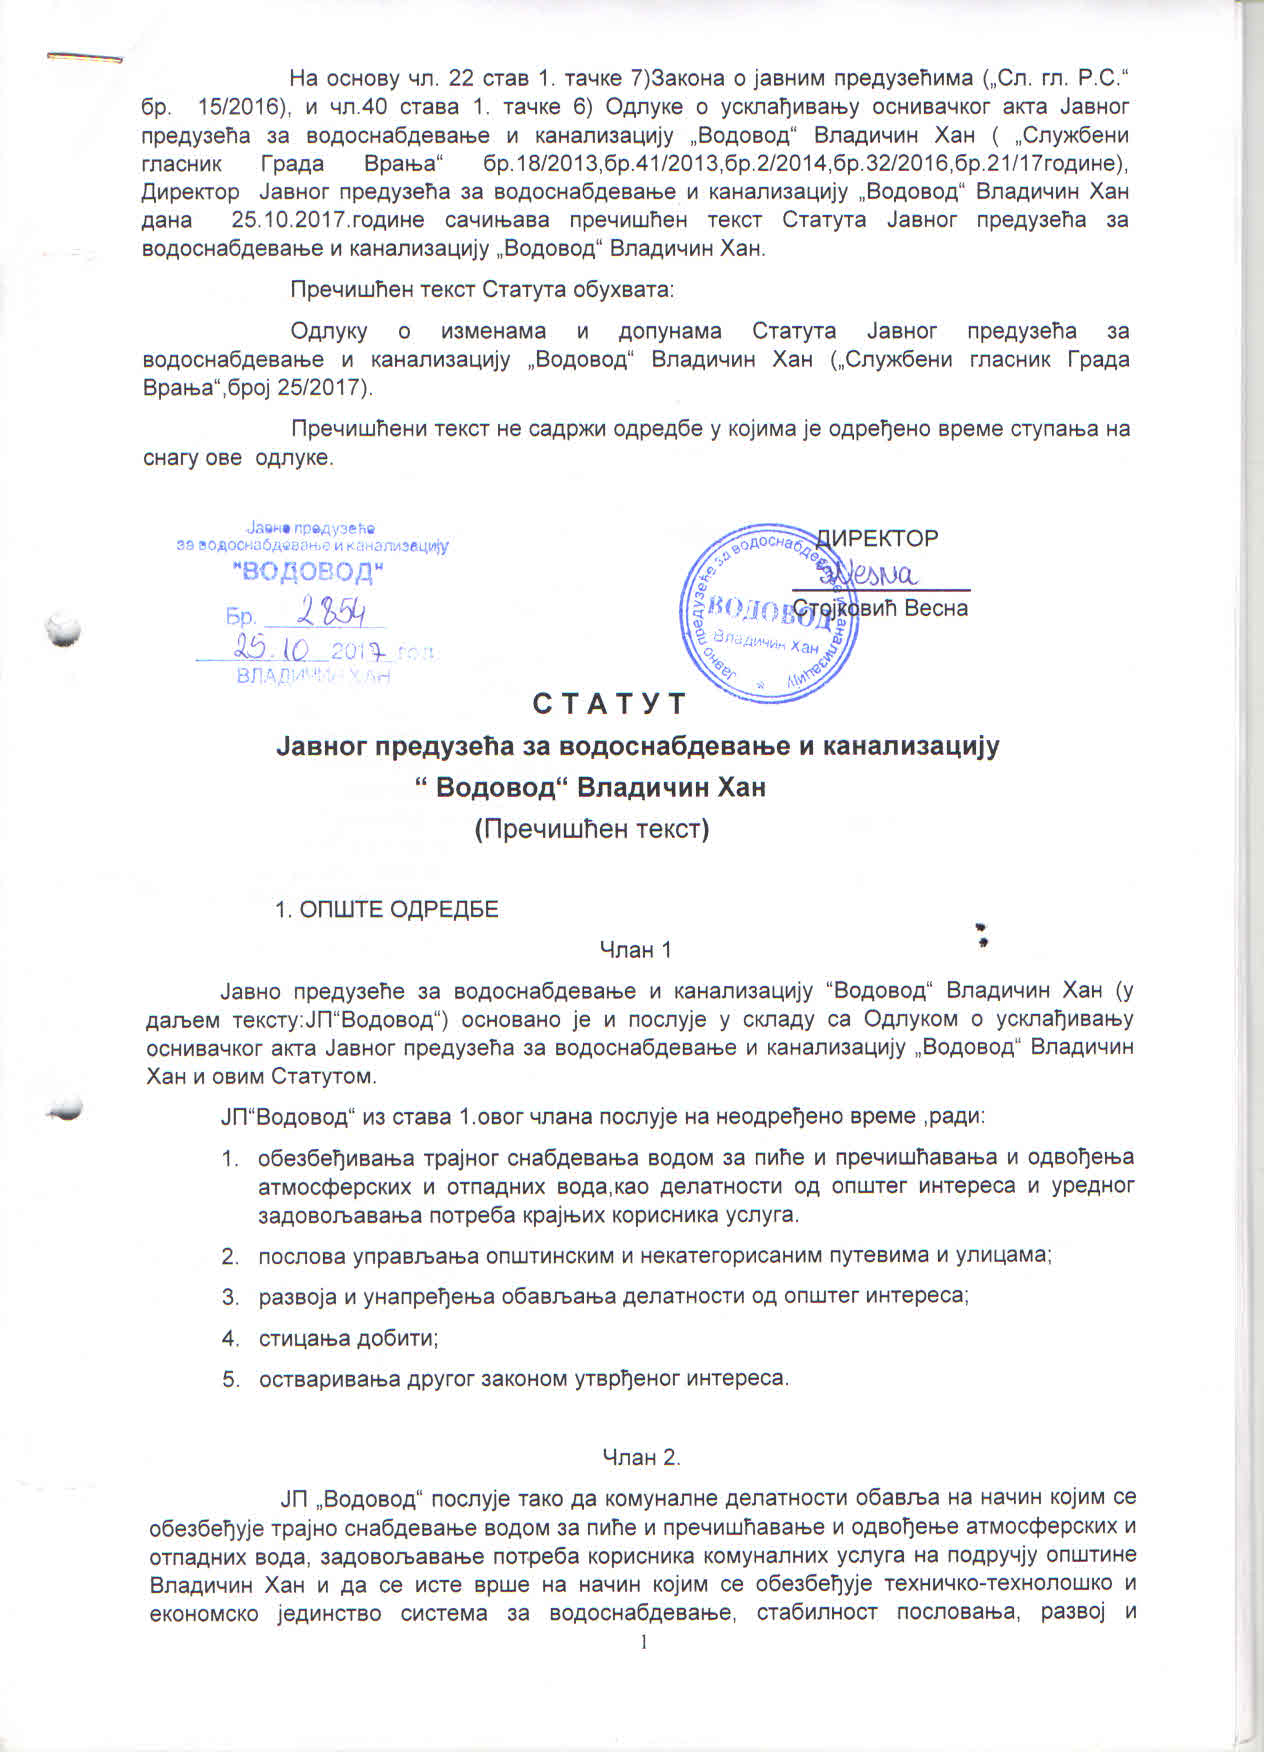 На основу чл. 22 став 1. тачке 7)Закона о јавним предузећима („Сл. гл. Р.С.“
бр. 15/2016), и чл.40 става 1. тачке 6) Одлуке о усклађивању оснивачког акта Јавног
предузећа за водоснабдевање и канализацију „Водовод“ Владичин Хан ( „Службени
гласник Града Врања“ бр.18/2013,бр.41/2013,бр.2/2014,бр.32/2016,бр.21/17године),
Директор Јавног предузећа за водоснабдевање и канализацију „Водовод“ Владичин Хан
дана 25.10.2017.године сачињава пречишћен текст Статута Јавног предузећа за
водоснабдевање и канализацију „Водовод“ Владичин Хан.
Пречишћен текст Статута обухвата:
Одлуку о изменама и допунама Статута Јавног предузећа за
водоснабдевање и канализацију „Водовод“ Владичин Хан („Службени гласник Града
Врања“,број 25/2017).
Пречишћени текст не садржи одредбе у којима је одређено време ступања на
снагу ове одлуке.
Јавно предузеће
за водоснабдевање и канализацију
"ВОДОВОД"
Бр. 2854
25.10 2017 год.
ВЛАДИЧИН ХАН
Јавно предузеће за водоснабдевање и канализацију
ВОДОВОД
Владичин Хан
ДИРЕКТОР
Стојковић Весна
С Т А Т У Т
Јавног предузећа за водоснабдевање и канализацију
“ Водовод“ Владичин Хан
(Пречишћен текст)
1. ОПШТЕ ОДРЕДБЕ
Члан 1
Јавно предузеће за водоснабдевање и канализацију “Водовод“ Владичин Хан (у
даљем тексту:ЈП“Водовод“) основано је и послује у складу са Одлуком о усклађивању
оснивачког акта Јавног предузећа за водоснабдевање и канализацију „Водовод“ Владичин
Хан и овим Статутом.
ЈП“Водовод“ из става 1.овог члана послује на неодређено време ,ради:
1. обезбеђивања трајног снабдевања водом за пиће и пречишћавања и одвођења
атмосферских и отпадних вода,као делатности од општег интереса и уредног
задовољавања потреба крајњих корисника услуга.
2. послова управљања општинским и некатегорисаним путевима и улицама;
3. развоја и унапређења обављања делатности од општег интереса;
4. стицања добити;
5. остваривања другог законом утврђеног интереса.
Члан 2.
ЈП „Водовод“ послује тако да комуналне делатности обавља на начин којим се
обезбеђује трајно снабдевање водом за пиће и пречишћавање и одвођење атмосферских и
отпадних вода, задовољавање потреба корисника комуналних услуга на подручју општине
Владичин Хан и да се исте врше на начин којим се обезбеђује техничко-технолошко и
економско јединство система за водоснабдевање, стабилност пословања, развој и
1